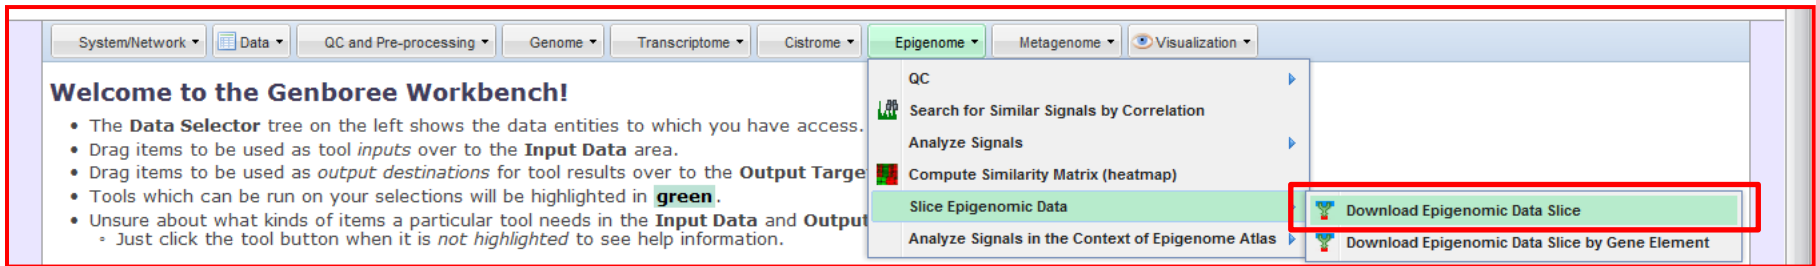 System/Network Data QC and Pre-processing Genome Transcriptome Cistrome Epigenome Metagenome Visualization
Welcome to the Genboree Workbench!
• The Data Selector tree on the left shows the data entities to which you have access.
• Drag items to be used as tool inputs over to the Input Data area.
• Drag items to be used as output destinations for tool results over to the Output Targe
• Tools which can be run on your selections will be highlighted in green.
• Unsure about what kinds of items a particular tool needs in the Input Data and Output
◦ Just click the tool button when it is not highlighted to see help information.
QC
Search for Similar Signals by Correlation
Analyze Signals
Compute Similarity Matrix (heatmap)
Slice Epigenomic Data
Analyze Signals in the Context of Epigenome Atlas
Download Epigenomic Data Slice
Download Epigenomic Data Slice by Gene Element